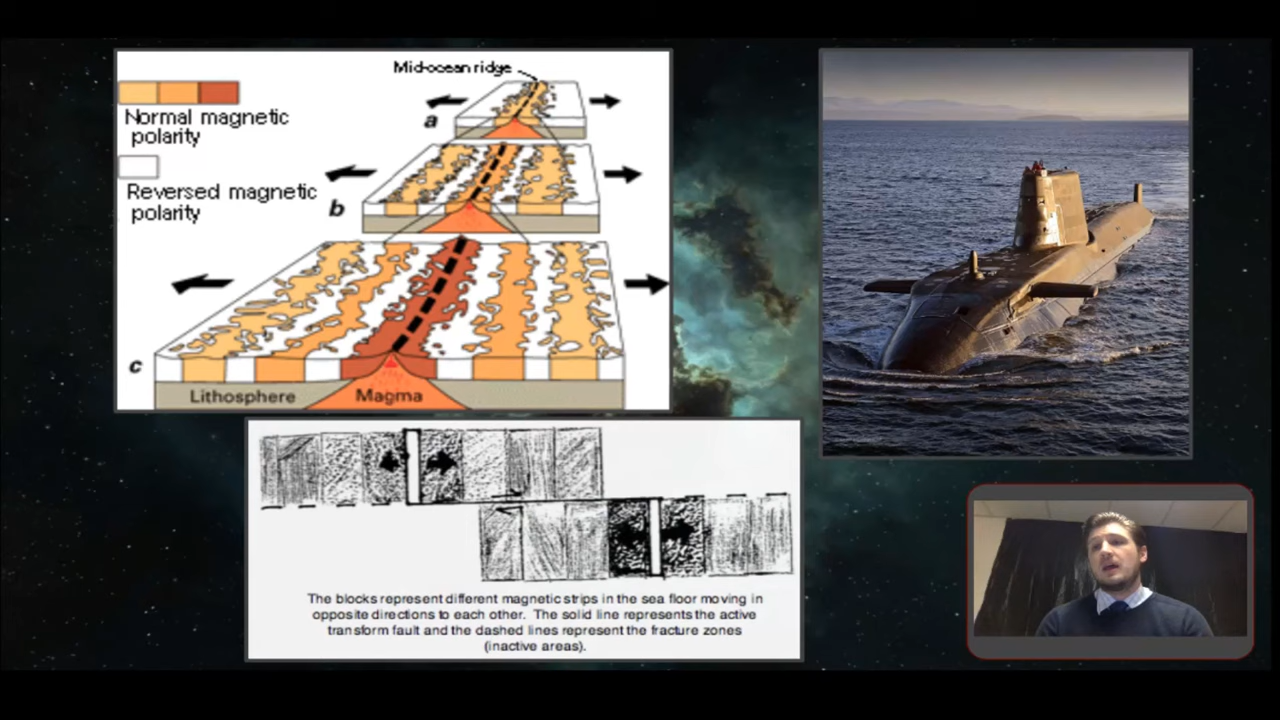 Mid-ocean ridge
Normal magnetic
polarity
a
Reversed magnetic
polarity
b
c
Lithosphere
Magma
The blocks represent different magnetic strips in the sea floor moving in
opposite directions to each other. The solid line represents the active
transform fault and the dashed lines represent the fracture zones
(inactive areas).